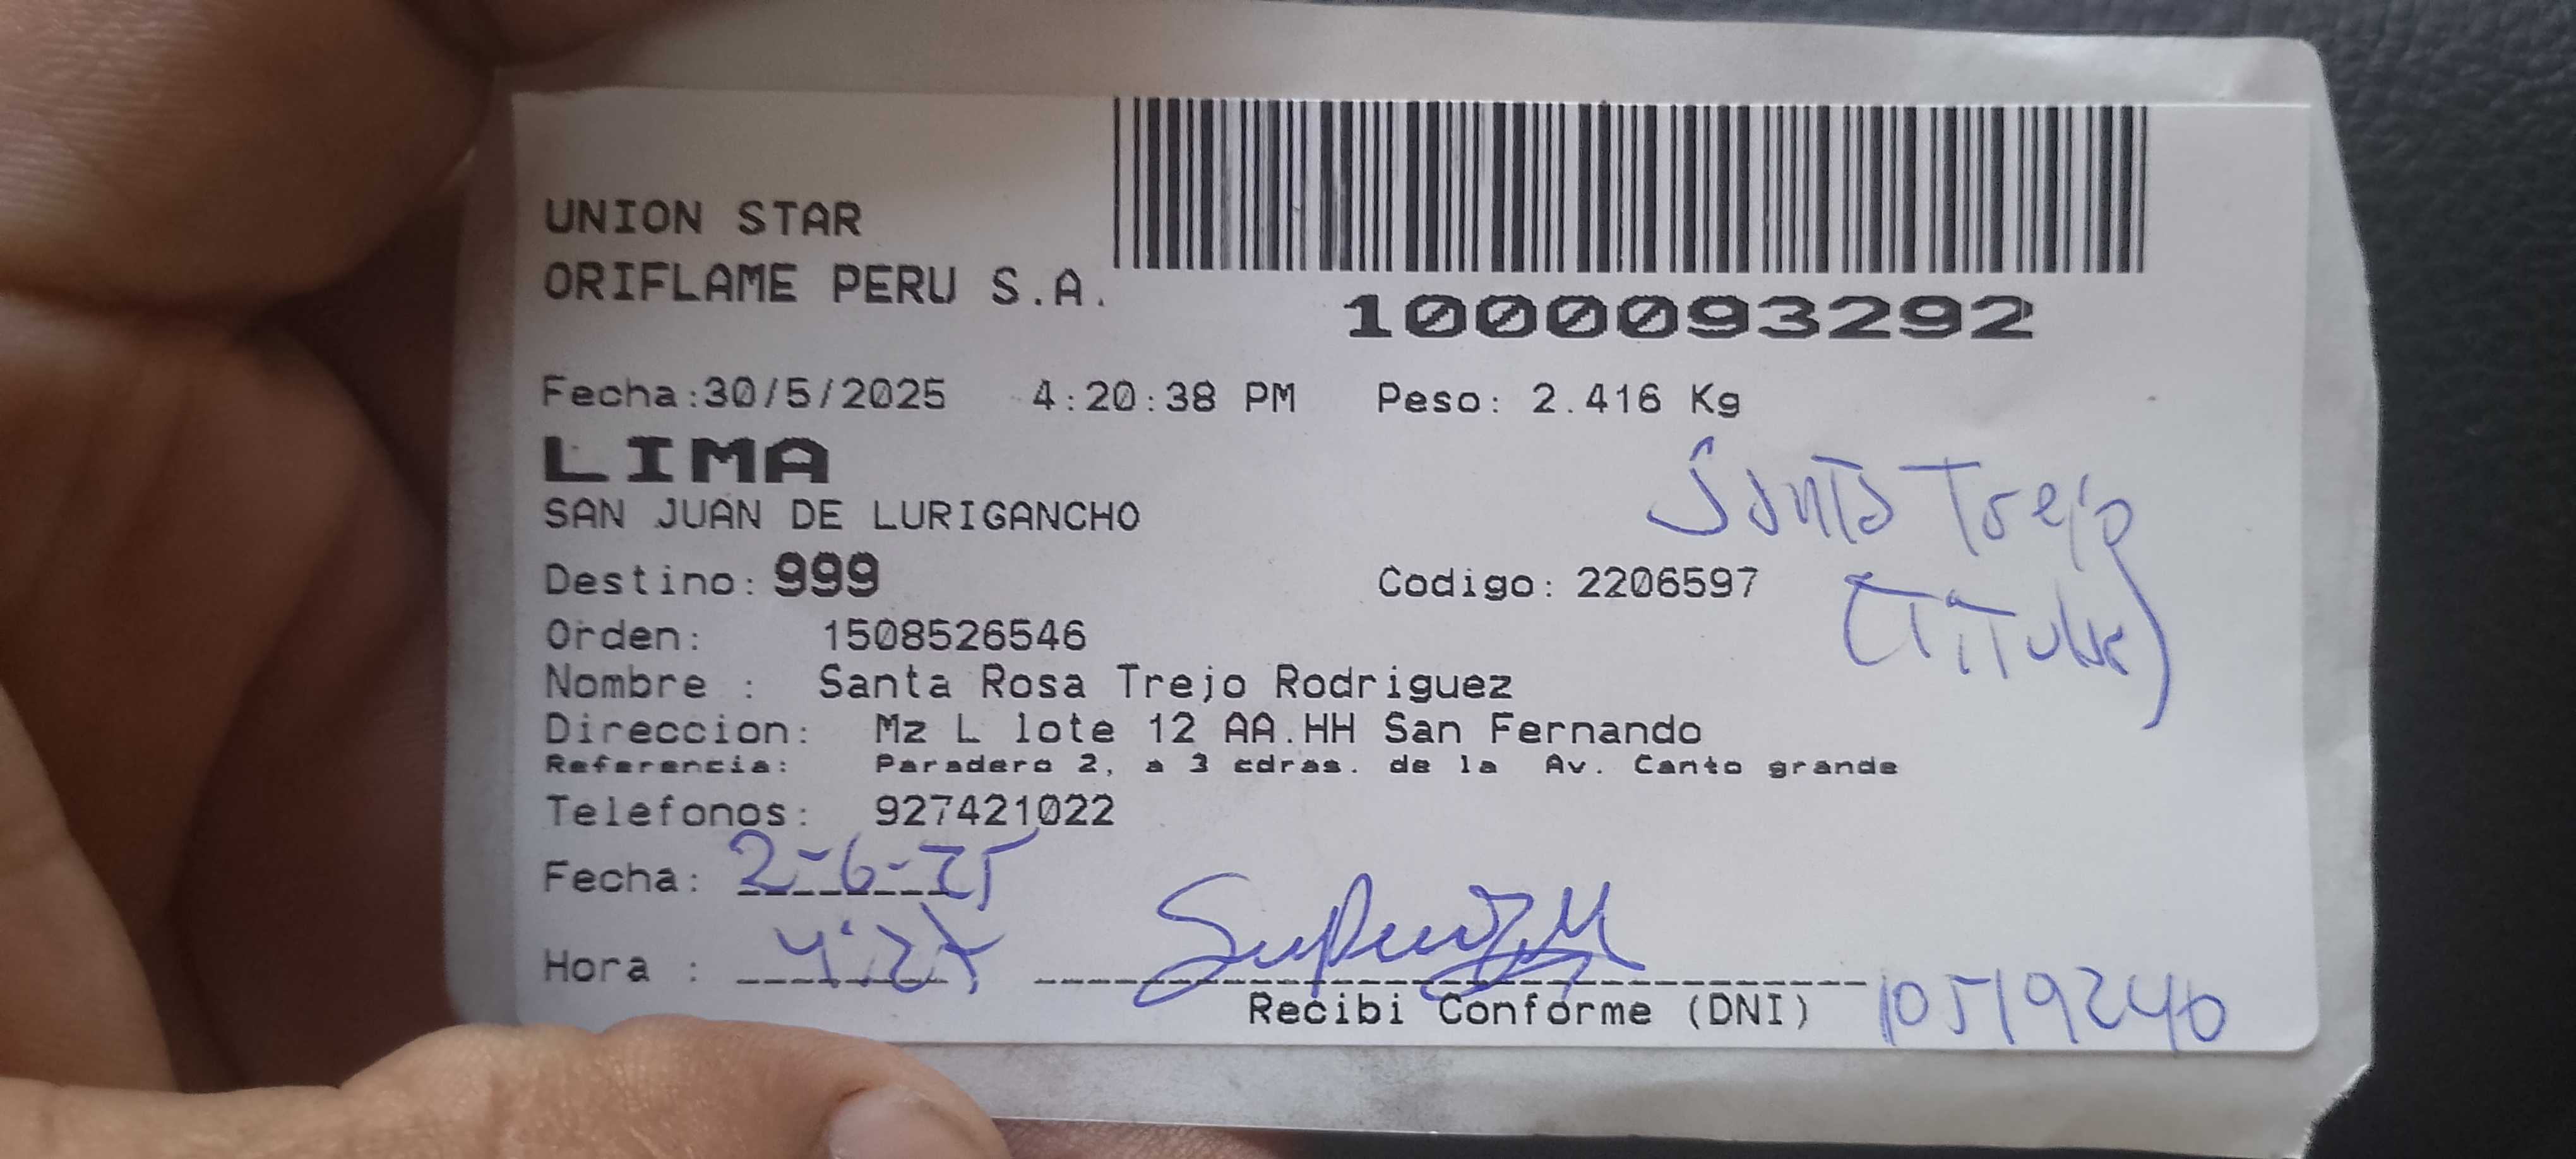 UNION STAR
ORIFLAME PERU S.A.
1000093292
Fecha:30/5/2025 4:20:38 PM Peso: 2.416 Kg
LIMA
SAN JUAN DE LURIGANCHO
Santa Trejo
Destino: 999 Codigo: 2206597
(Titular)
Orden: 1508526546
Nombre : Santa Rosa Trejo Rodriguez
Direccion: Mz L lote 12 AA.HH San Fernando
Referencia: Paradero 2, a 3 cdras. de la Av. Canto grande
Telefonos: 927421022
Fecha: 2-6-25
Hora : 4:27
Recibi Conforme (DNI) 10519240